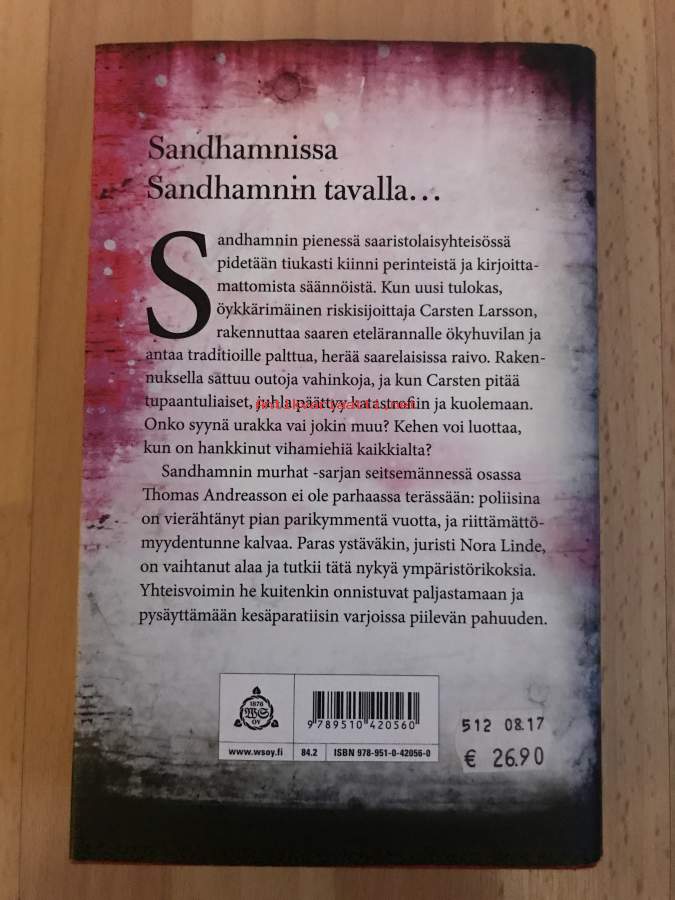 Sandhamnissa
Sandhamnin tavalla...
Sandhamnin pienessä saaristolaisyhteisössä
pidetään tiukasti kiinni perinteistä ja kirjoitta-
mattomista säännöistä. Kun uusi tulokas,
öykkärimäinen riskisijoittaja Carsten Larsson,
rakennuttaa saaren etelärannalle ökyhuvilan ja
antaa traditioille palttua, herää saarelaisissa raivo. Raken-
nuksella sattuu outoja vahinkoja, ja kun Carsten pitää
tupaantuliaiset, juhla päättyy katastrofiin ja kuolemaan.
Onko syynä urakka vai jokin muu? Kehen voi luottaa,
kun on hankkinut vihamiehiä kaikkialta?
Sandhamnin murhat -sarjan seitsemännessä osassa
Thomas Andreasson ei ole parhaassa terässään: poliisina
on vierähtänyt pian parikymmentä vuotta, ja riittämättö-
myydentunne kalvaa. Paras ystäväkin, juristi Nora Linde,
on vaihtanut alaa ja tutkii tätä nykyä ympäristörikoksia.
Yhteisvoimin he kuitenkin onnistuvat paljastamaan ja
pysäyttämään kesäparatiisin varjoissa piilevän pahuuden.
1878
WS
OY
9 789510 420560
www.wsoy.fi
84.2
ISBN 978-951-0-42056-0
512 08.17
€ 26.90